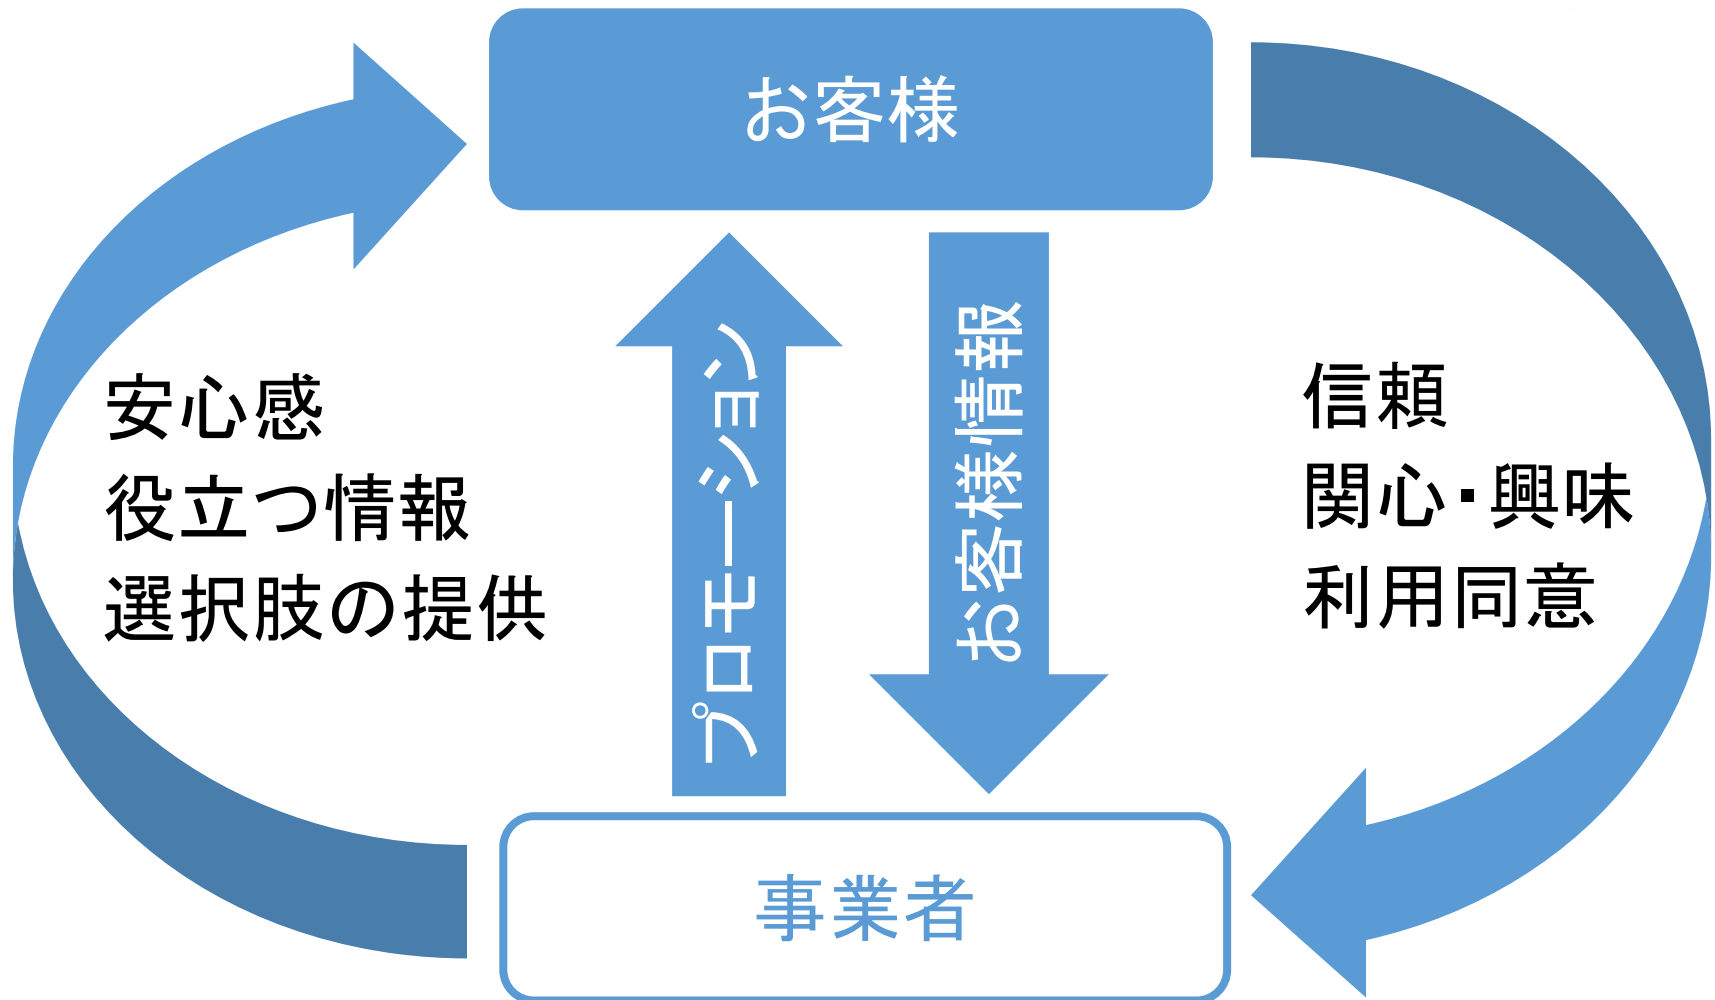 お客様
安心感
役立つ情報
選択肢の提供
プロモーション
お客様情報
信頼
関心・興味
利用同意
事業者